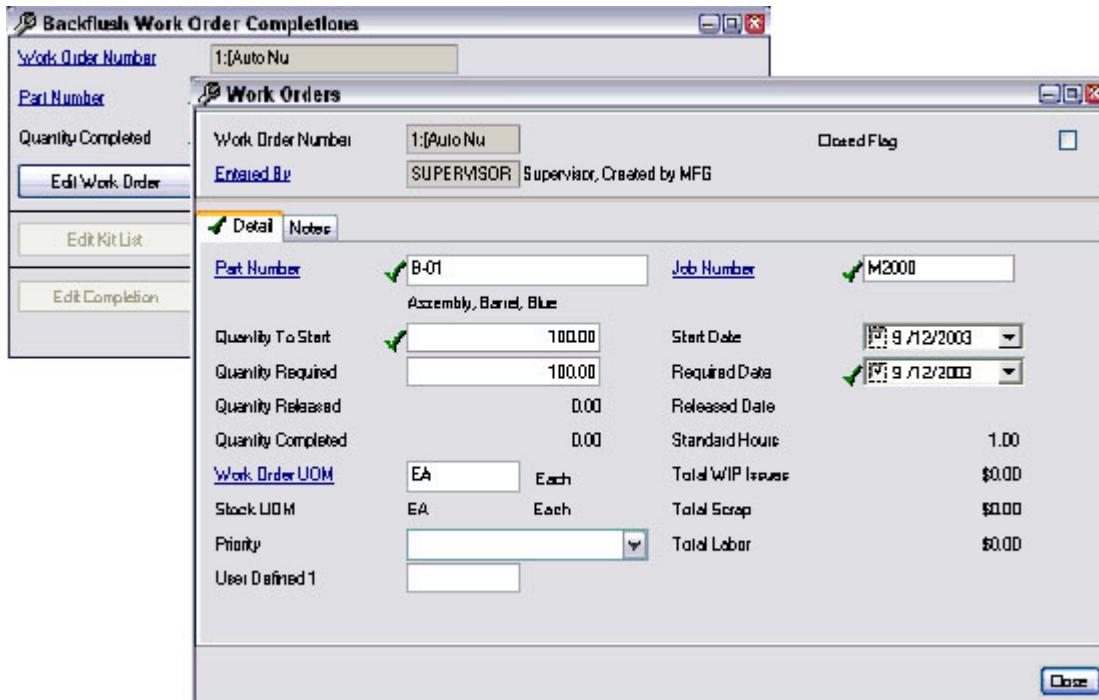 Backflush Work Order Completions
Work Order Number 1:[Auto Nu
Part Number
Quantity Completed
Edit Work Order
Edit Kit List
Edit Completion
Work Orders
Work Order Number 1:[Auto Nu Closed Flag
Entered By SUPERVISOR Supervisor, Created by MFG
Detail Notes
Part Number B-01 Job Number M2000
Assembly, Barrel, Blue
Quantity To Start 100.00 Start Date 9/12/2003
Quantity Required 100.00 Required Date 9/12/2003
Quantity Released 0.00 Released Date
Quantity Completed 0.00 Standard Hours 1.00
Work Order UOM EA Each Total WIP Issues $0.00
Stock UOM EA Each Total Scrap $0.00
Priority Total Labor $0.00
User Defined 1
Close